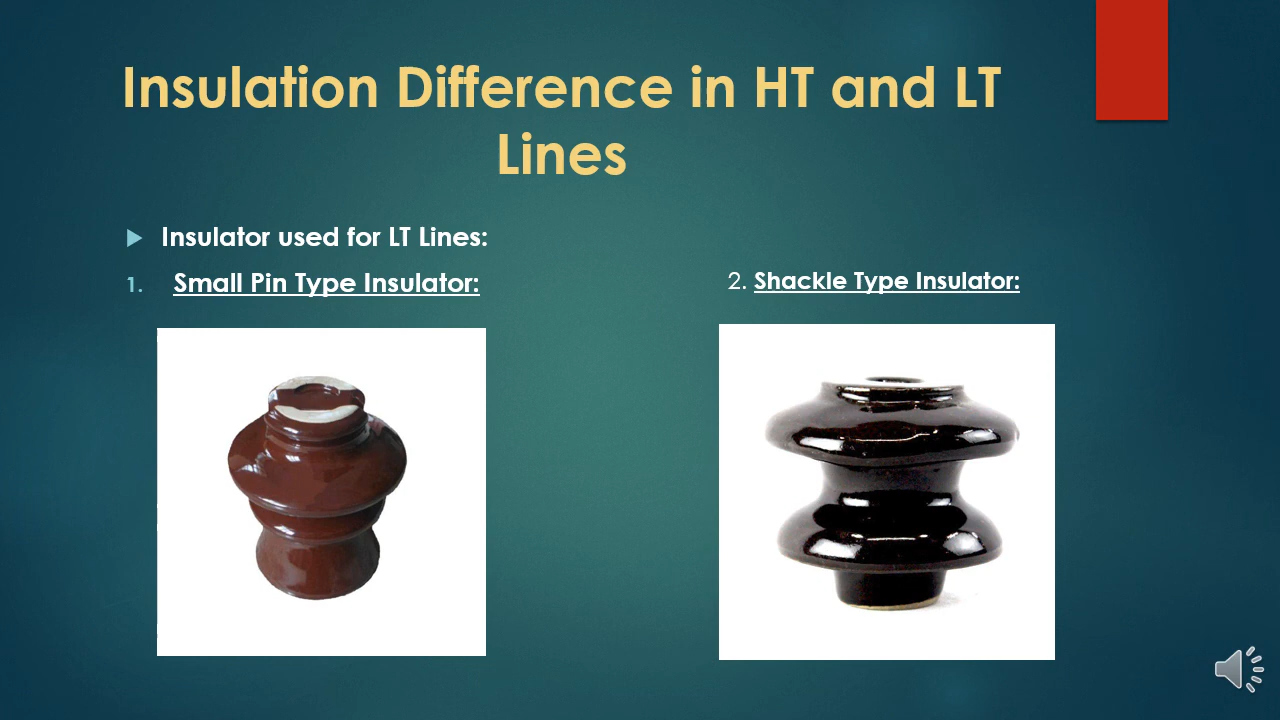 Insulation Difference in HT and LT
Lines
Insulator used for LT Lines:
1. Small Pin Type Insulator:
2. Shackle Type Insulator: